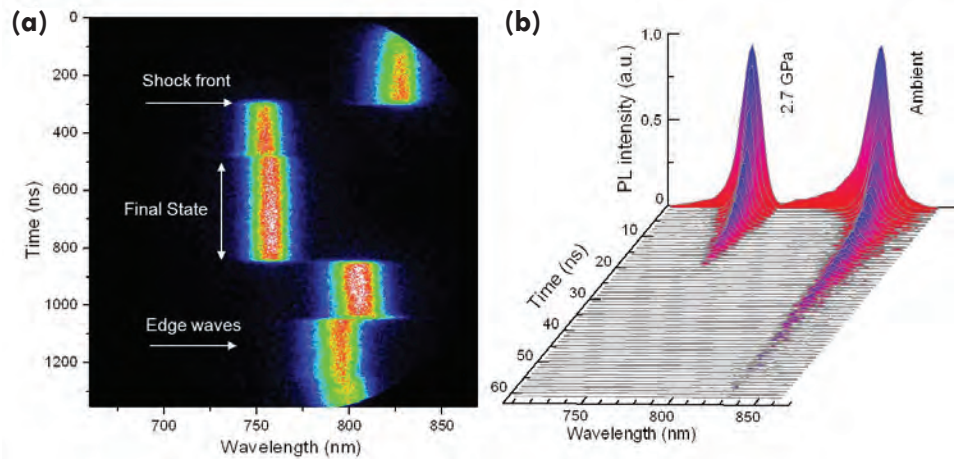 (a)
0
200
400
600
800
1000
1200
Time (ns)
Shock front
Final State
Edge waves
700
750
800
850
Wavelength (nm)
(b)
1.0
0.5
0
PL intensity (a.u.)
2.7 GPa
Ambient
10
20
30
40
50
60
Time (ns)
750
800
850
Wavelength (nm)